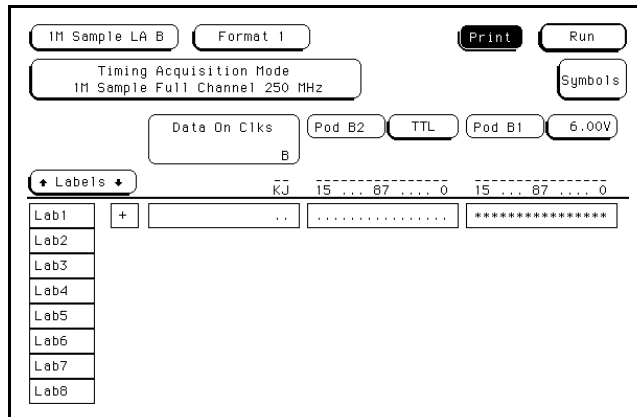 1M Sample LA B Format 1 Print Run
Timing Acquisition Mode
1M Sample Full Channel 250 MHz
Symbols
Data On Clks Pod B2 TTL Pod B1 6.00V
B
↑ Labels ↓ KJ 15 ... 87 .... 0 15 ... 87 .... 0
Lab1 + .. ................ ****************
Lab2
Lab3
Lab4
Lab5
Lab6
Lab7
Lab8